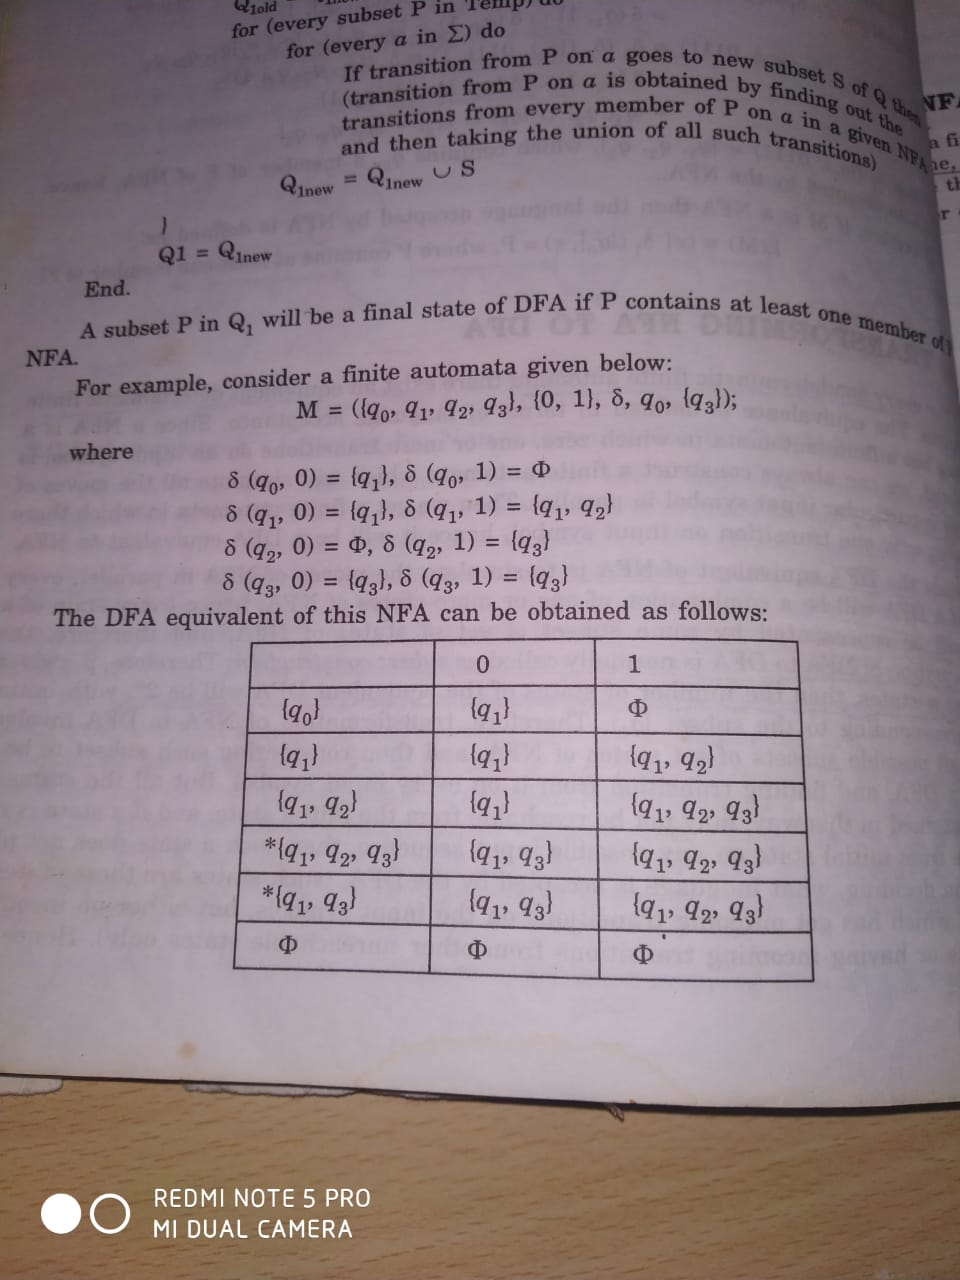 Q1old
for (every subset P in Temp) do
for (every a in Σ) do
If transition from P on a goes to new subset S of Q then
(transition from P on a is obtained by finding out the
transitions from every member of P on a in a given NFA
and then taking the union of all such transitions)
Q1new = Q1new ∪ S
}
Q1 = Q1new
End.
A subset P in Q1 will be a final state of DFA if P contains at least one member of
NFA.
For example, consider a finite automata given below:
M = ({q0, q1, q2, q3}, {0, 1}, δ, q0, {q3});
where
δ (q0, 0) = {q1}, δ (q0, 1) = Φ
δ (q1, 0) = {q1}, δ (q1, 1) = {q1, q2}
δ (q2, 0) = Φ, δ (q2, 1) = {q3}
δ (q3, 0) = {q3}, δ (q3, 1) = {q3}
The DFA equivalent of this NFA can be obtained as follows:
0 1
{q0} {q1} Φ
{q1} {q1} {q1, q2}
{q1, q2} {q1} {q1, q2, q3}
*{q1, q2, q3} {q1, q3} {q1, q2, q3}
*{q1, q3} {q1, q3} {q1, q2, q3}
Φ Φ Φ
REDMI NOTE 5 PRO
MI DUAL CAMERA